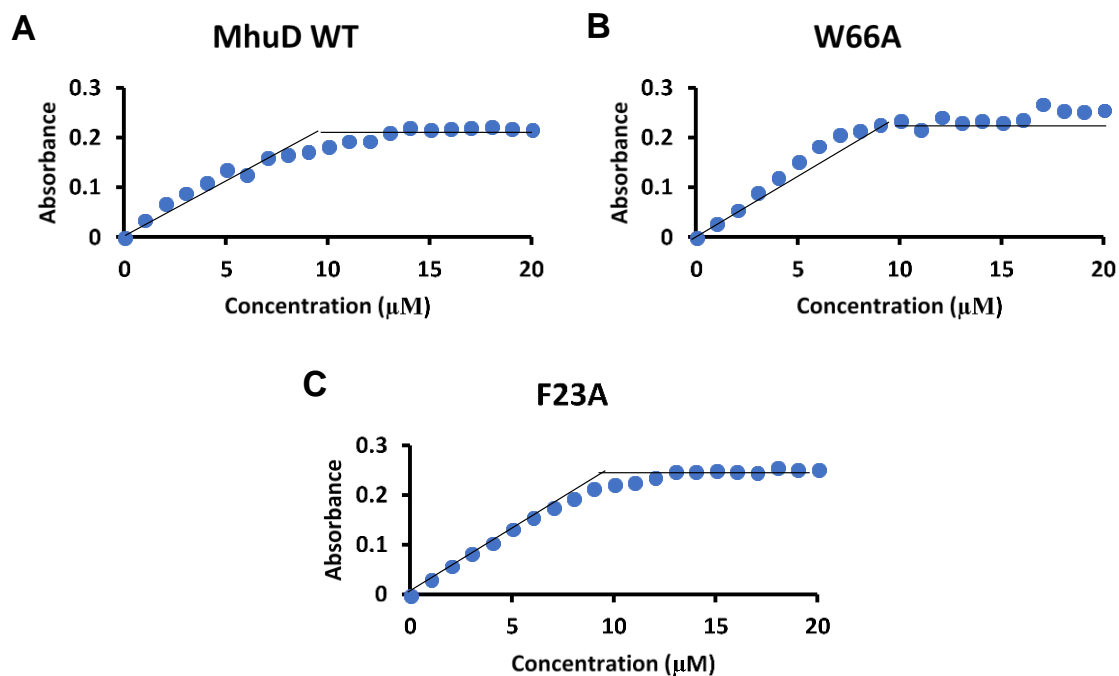 A
MhuD WT
Absorbance
0.3
0.2
0.1
0
0 5 10 15 20
Concentration (µM)
B
W66A
Absorbance
0.3
0.2
0.1
0
0 5 10 15 20
Concentration (µM)
C
F23A
Absorbance
0.3
0.2
0.1
0
0 5 10 15 20
Concentration (µM)